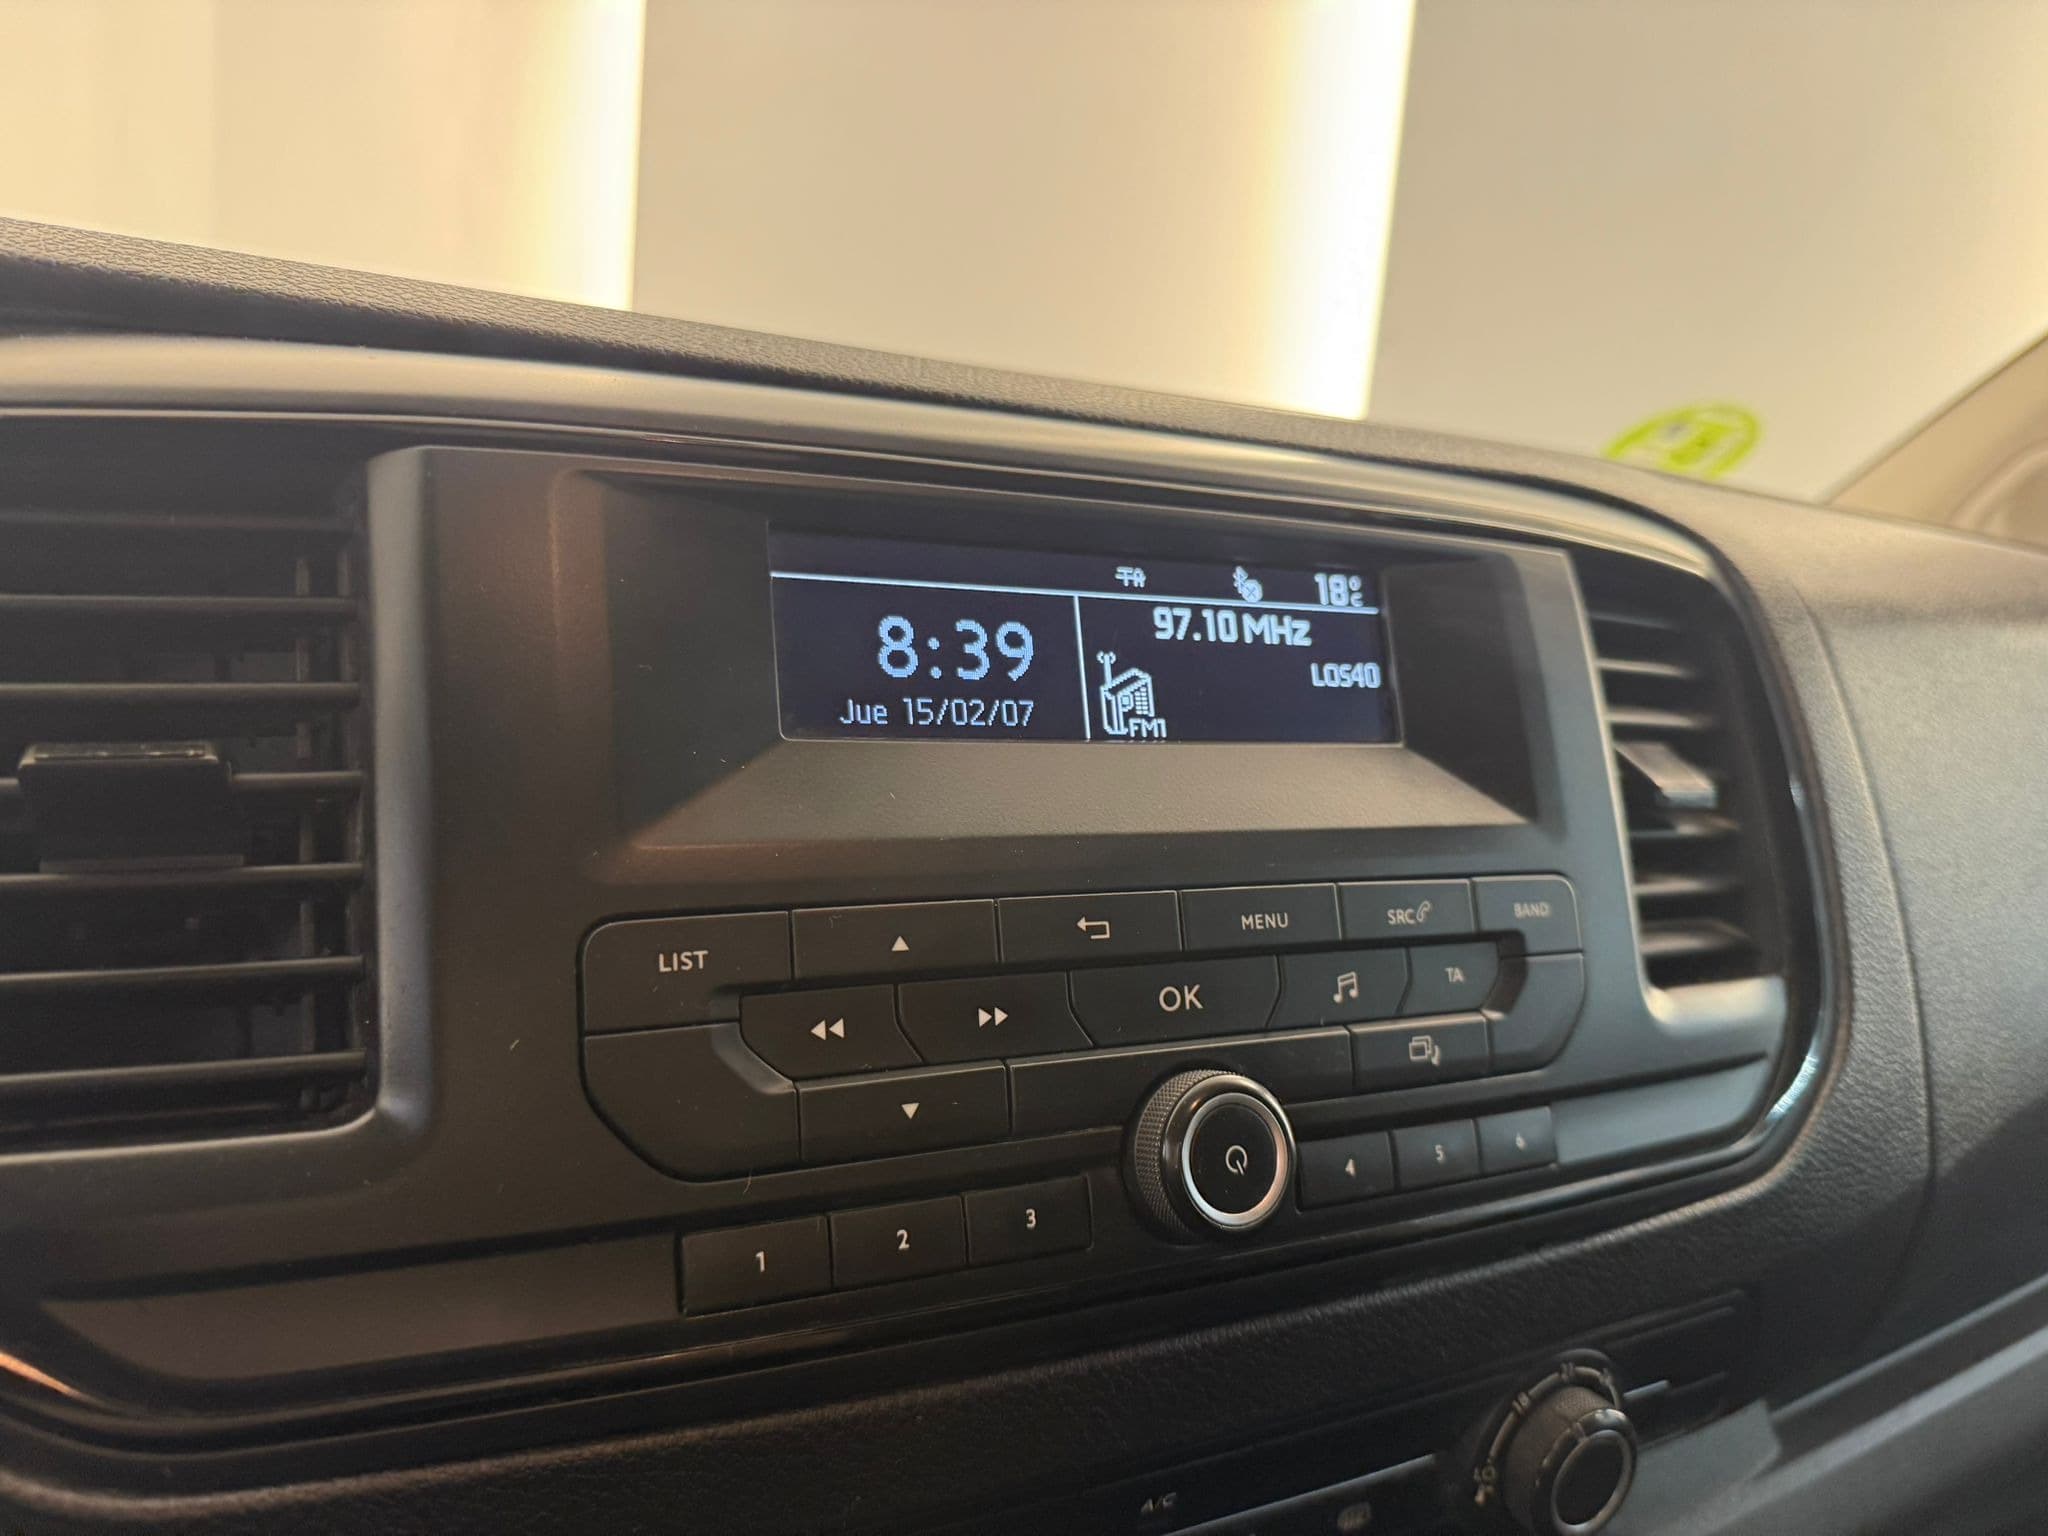 TA
18°C
8:39
97.10 MHz
LOS40
Jue 15/02/07
FM1
LIST
MENU
SRC
BAND
OK
TA
1
2
3
4
5
6
A/C
18